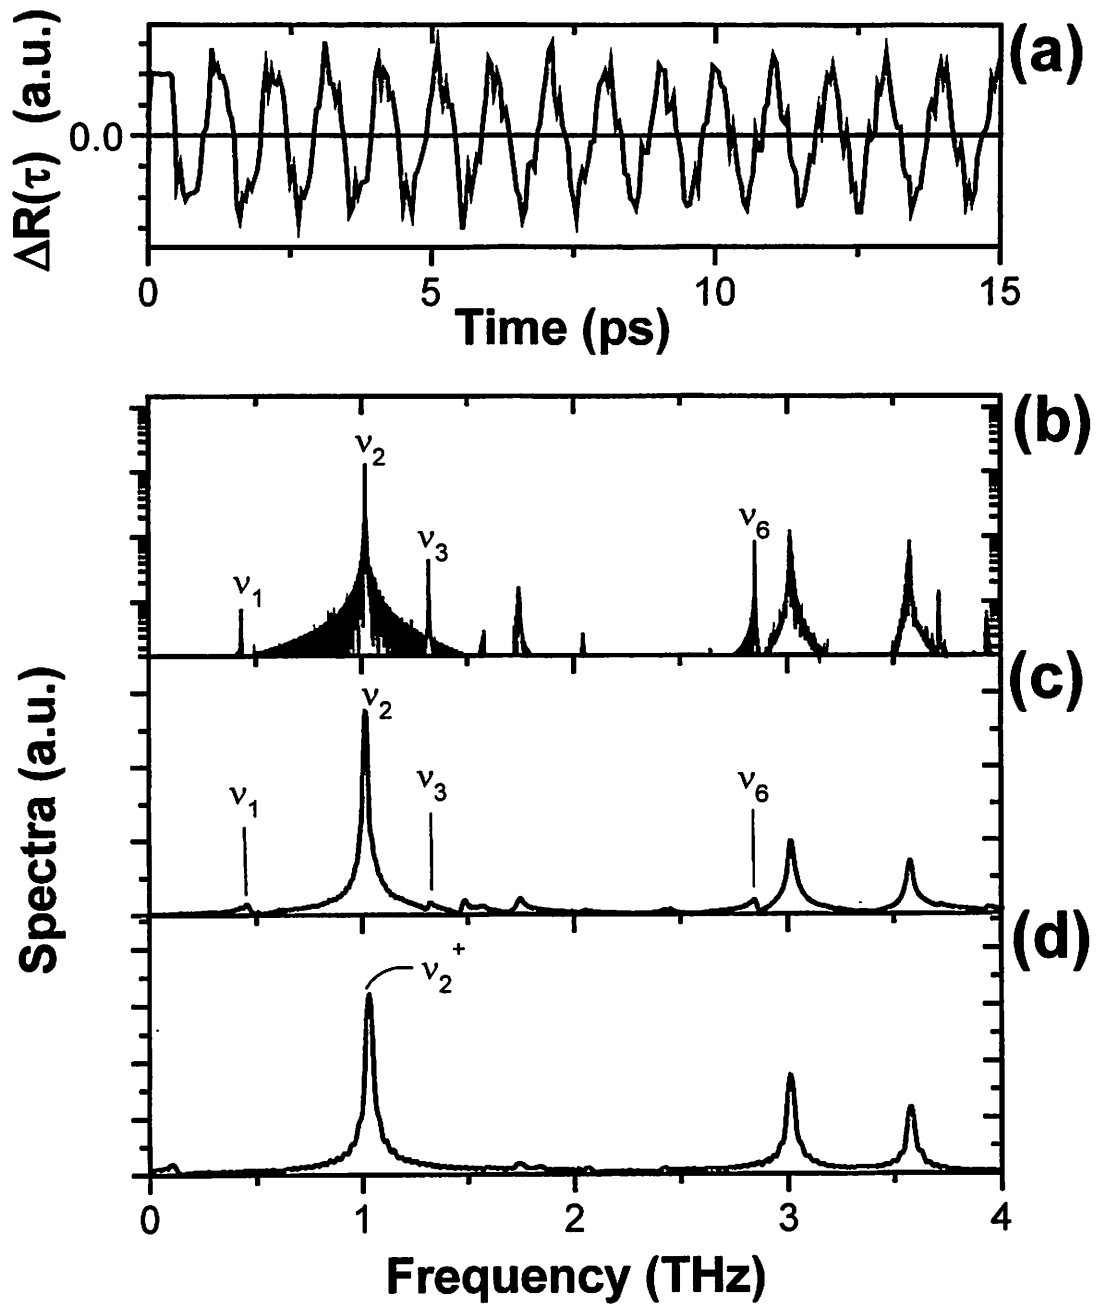 (a)
ΔR(τ) (a.u.)
0.0
0 5 10 15
Time (ps)
(b)
ν2
ν6
ν3
ν1
(c)
ν2
ν3
ν6
ν1
Spectra (a.u.)
(d)
ν2+
0 1 2 3 4
Frequency (THz)